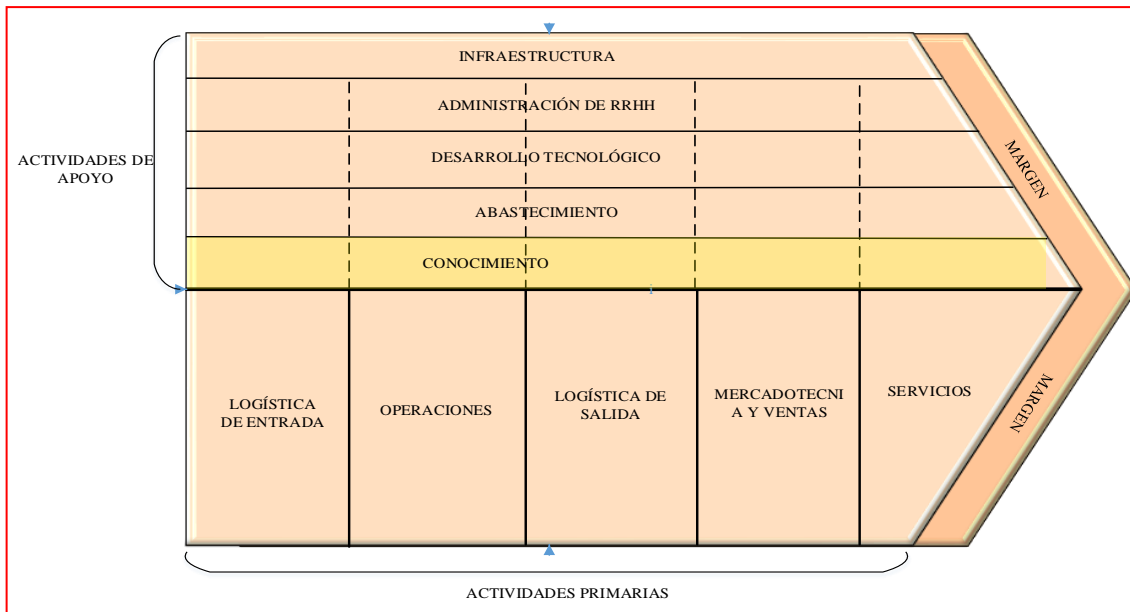 INFRAESTRUCTURA
ADMINISTRACIÓN DE RRHH
DESARROLLO TECNOLÓGICO
ABASTECIMIENTO
CONOCIMIENTO
ACTIVIDADES DE
APOYO
MARGEN
MARGEN
LOGÍSTICA
DE ENTRADA
OPERACIONES
LOGÍSTICA DE
SALIDA
MERCADOTECNI
A Y VENTAS
SERVICIOS
ACTIVIDADES PRIMARIAS